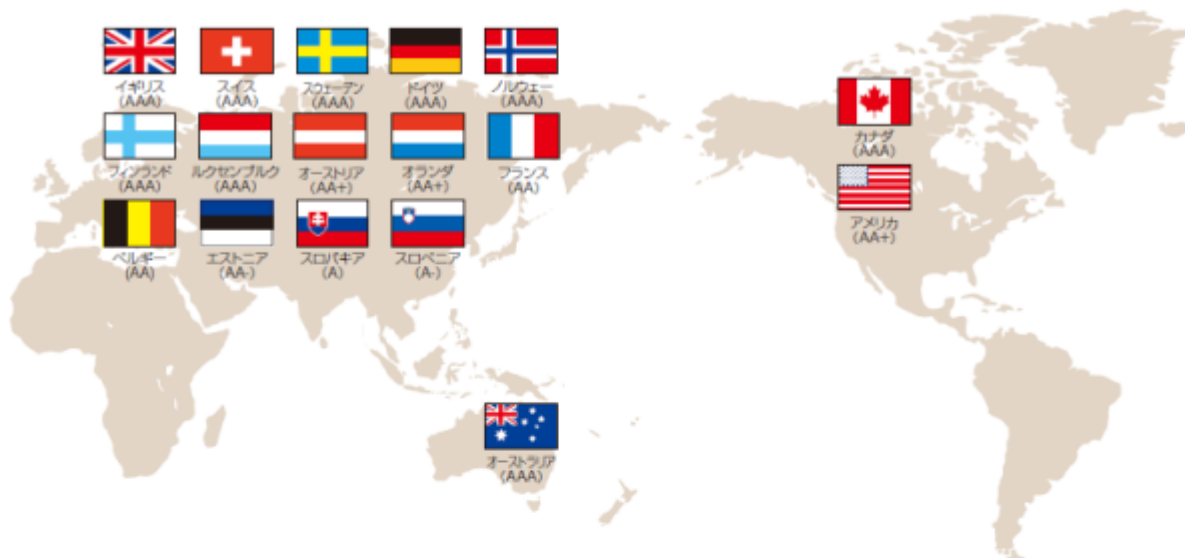 イギリス
(AAA)
スイス
(AAA)
スウェーデン
(AAA)
ドイツ
(AAA)
ノルウェー
(AAA)
フィンランド
(AAA)
ルクセンブルク
(AAA)
オーストリア
(AA+)
オランダ
(AA+)
フランス
(AA)
ベルギー
(AA)
エストニア
(AA-)
スロバキア
(A)
スロベニア
(A-)
カナダ
(AAA)
アメリカ
(AA+)
オーストラリア
(AAA)